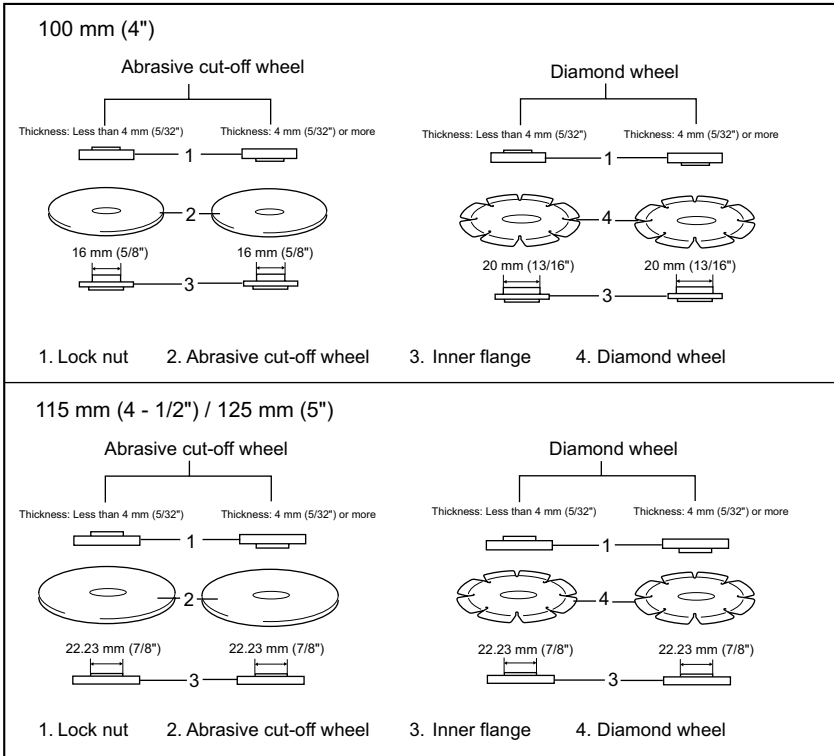 100 mm (4")
Abrasive cut-off wheel
Diamond wheel
Thickness: Less than 4 mm (5/32")
Thickness: 4 mm (5/32") or more
Thickness: Less than 4 mm (5/32")
Thickness: 4 mm (5/32") or more
1
1
2
4
16 mm (5/8")
16 mm (5/8")
20 mm (13/16")
20 mm (13/16")
3
3
1. Lock nut 2. Abrasive cut-off wheel 3. Inner flange 4. Diamond wheel
115 mm (4 - 1/2") / 125 mm (5")
Abrasive cut-off wheel
Diamond wheel
Thickness: Less than 4 mm (5/32")
Thickness: 4 mm (5/32") or more
Thickness: Less than 4 mm (5/32")
Thickness: 4 mm (5/32") or more
1
1
2
4
22.23 mm (7/8")
22.23 mm (7/8")
22.23 mm (7/8")
22.23 mm (7/8")
3
3
1. Lock nut 2. Abrasive cut-off wheel 3. Inner flange 4. Diamond wheel